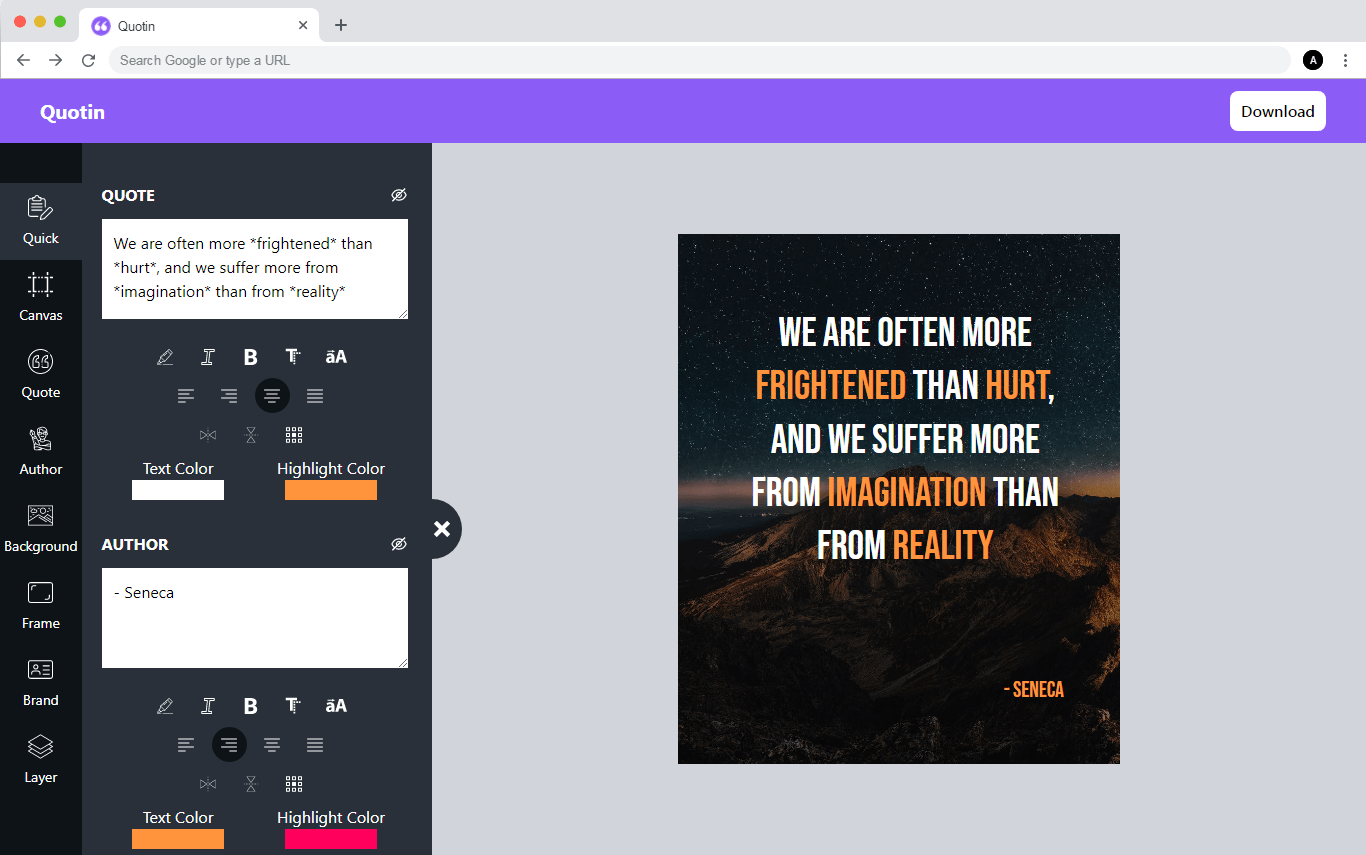 Quotin
Search Google or type a URL
A
Quotin
Download
Quick
Canvas
Quote
Author
Background
Frame
Brand
Layer
QUOTE
We are often more *frightened* than
*hurt*, and we suffer more from
*imagination* than from *reality*
I B T āA
Text Color
Highlight Color
AUTHOR
- Seneca
I B T āA
Text Color
Highlight Color
WE ARE OFTEN MORE
FRIGHTENED THAN HURT,
AND WE SUFFER MORE
FROM IMAGINATION THAN
FROM REALITY
- SENECA